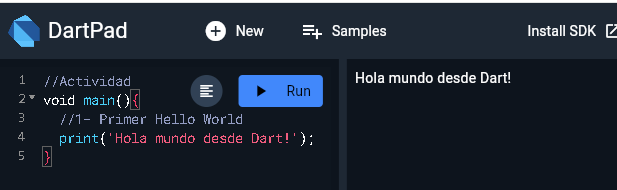 DartPad
New
Samples
Install SDK
1 //Actividad
2 void main(){
3 //1- Primer Hello World
4 print('Hola mundo desde Dart!');
5 }
Run
Hola mundo desde Dart!